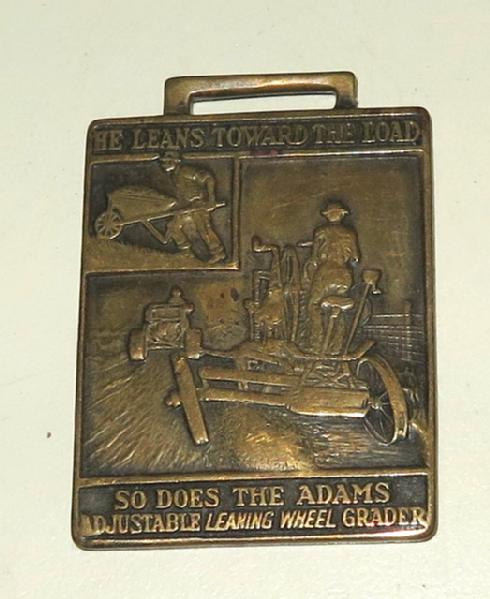 HE LEANS TOWARD THE LOAD
SO DOES THE ADAMS
ADJUSTABLE LEANING WHEEL GRADER